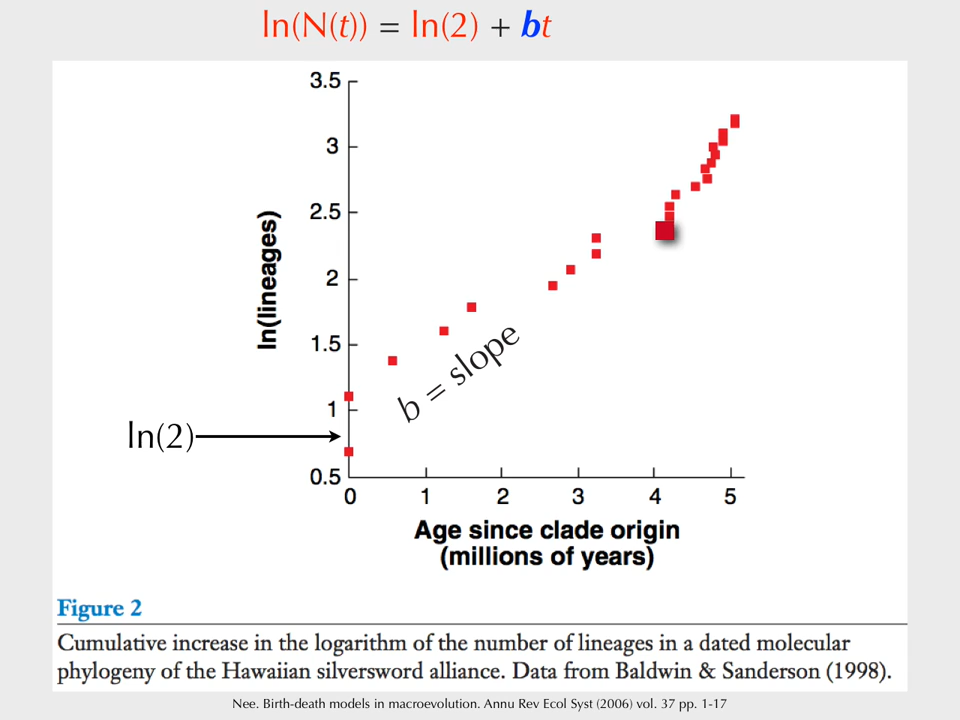 ln(N(t)) = ln(2) + bt
3.5
3
2.5
2
1.5
1
0.5
ln(lineages)
b = slope
ln(2)
0 1 2 3 4 5
Age since clade origin
(millions of years)
Figure 2
Cumulative increase in the logarithm of the number of lineages in a dated molecular
phylogeny of the Hawaiian silversword alliance. Data from Baldwin & Sanderson (1998).
Nee. Birth-death models in macroevolution. Annu Rev Ecol Syst (2006) vol. 37 pp. 1-17